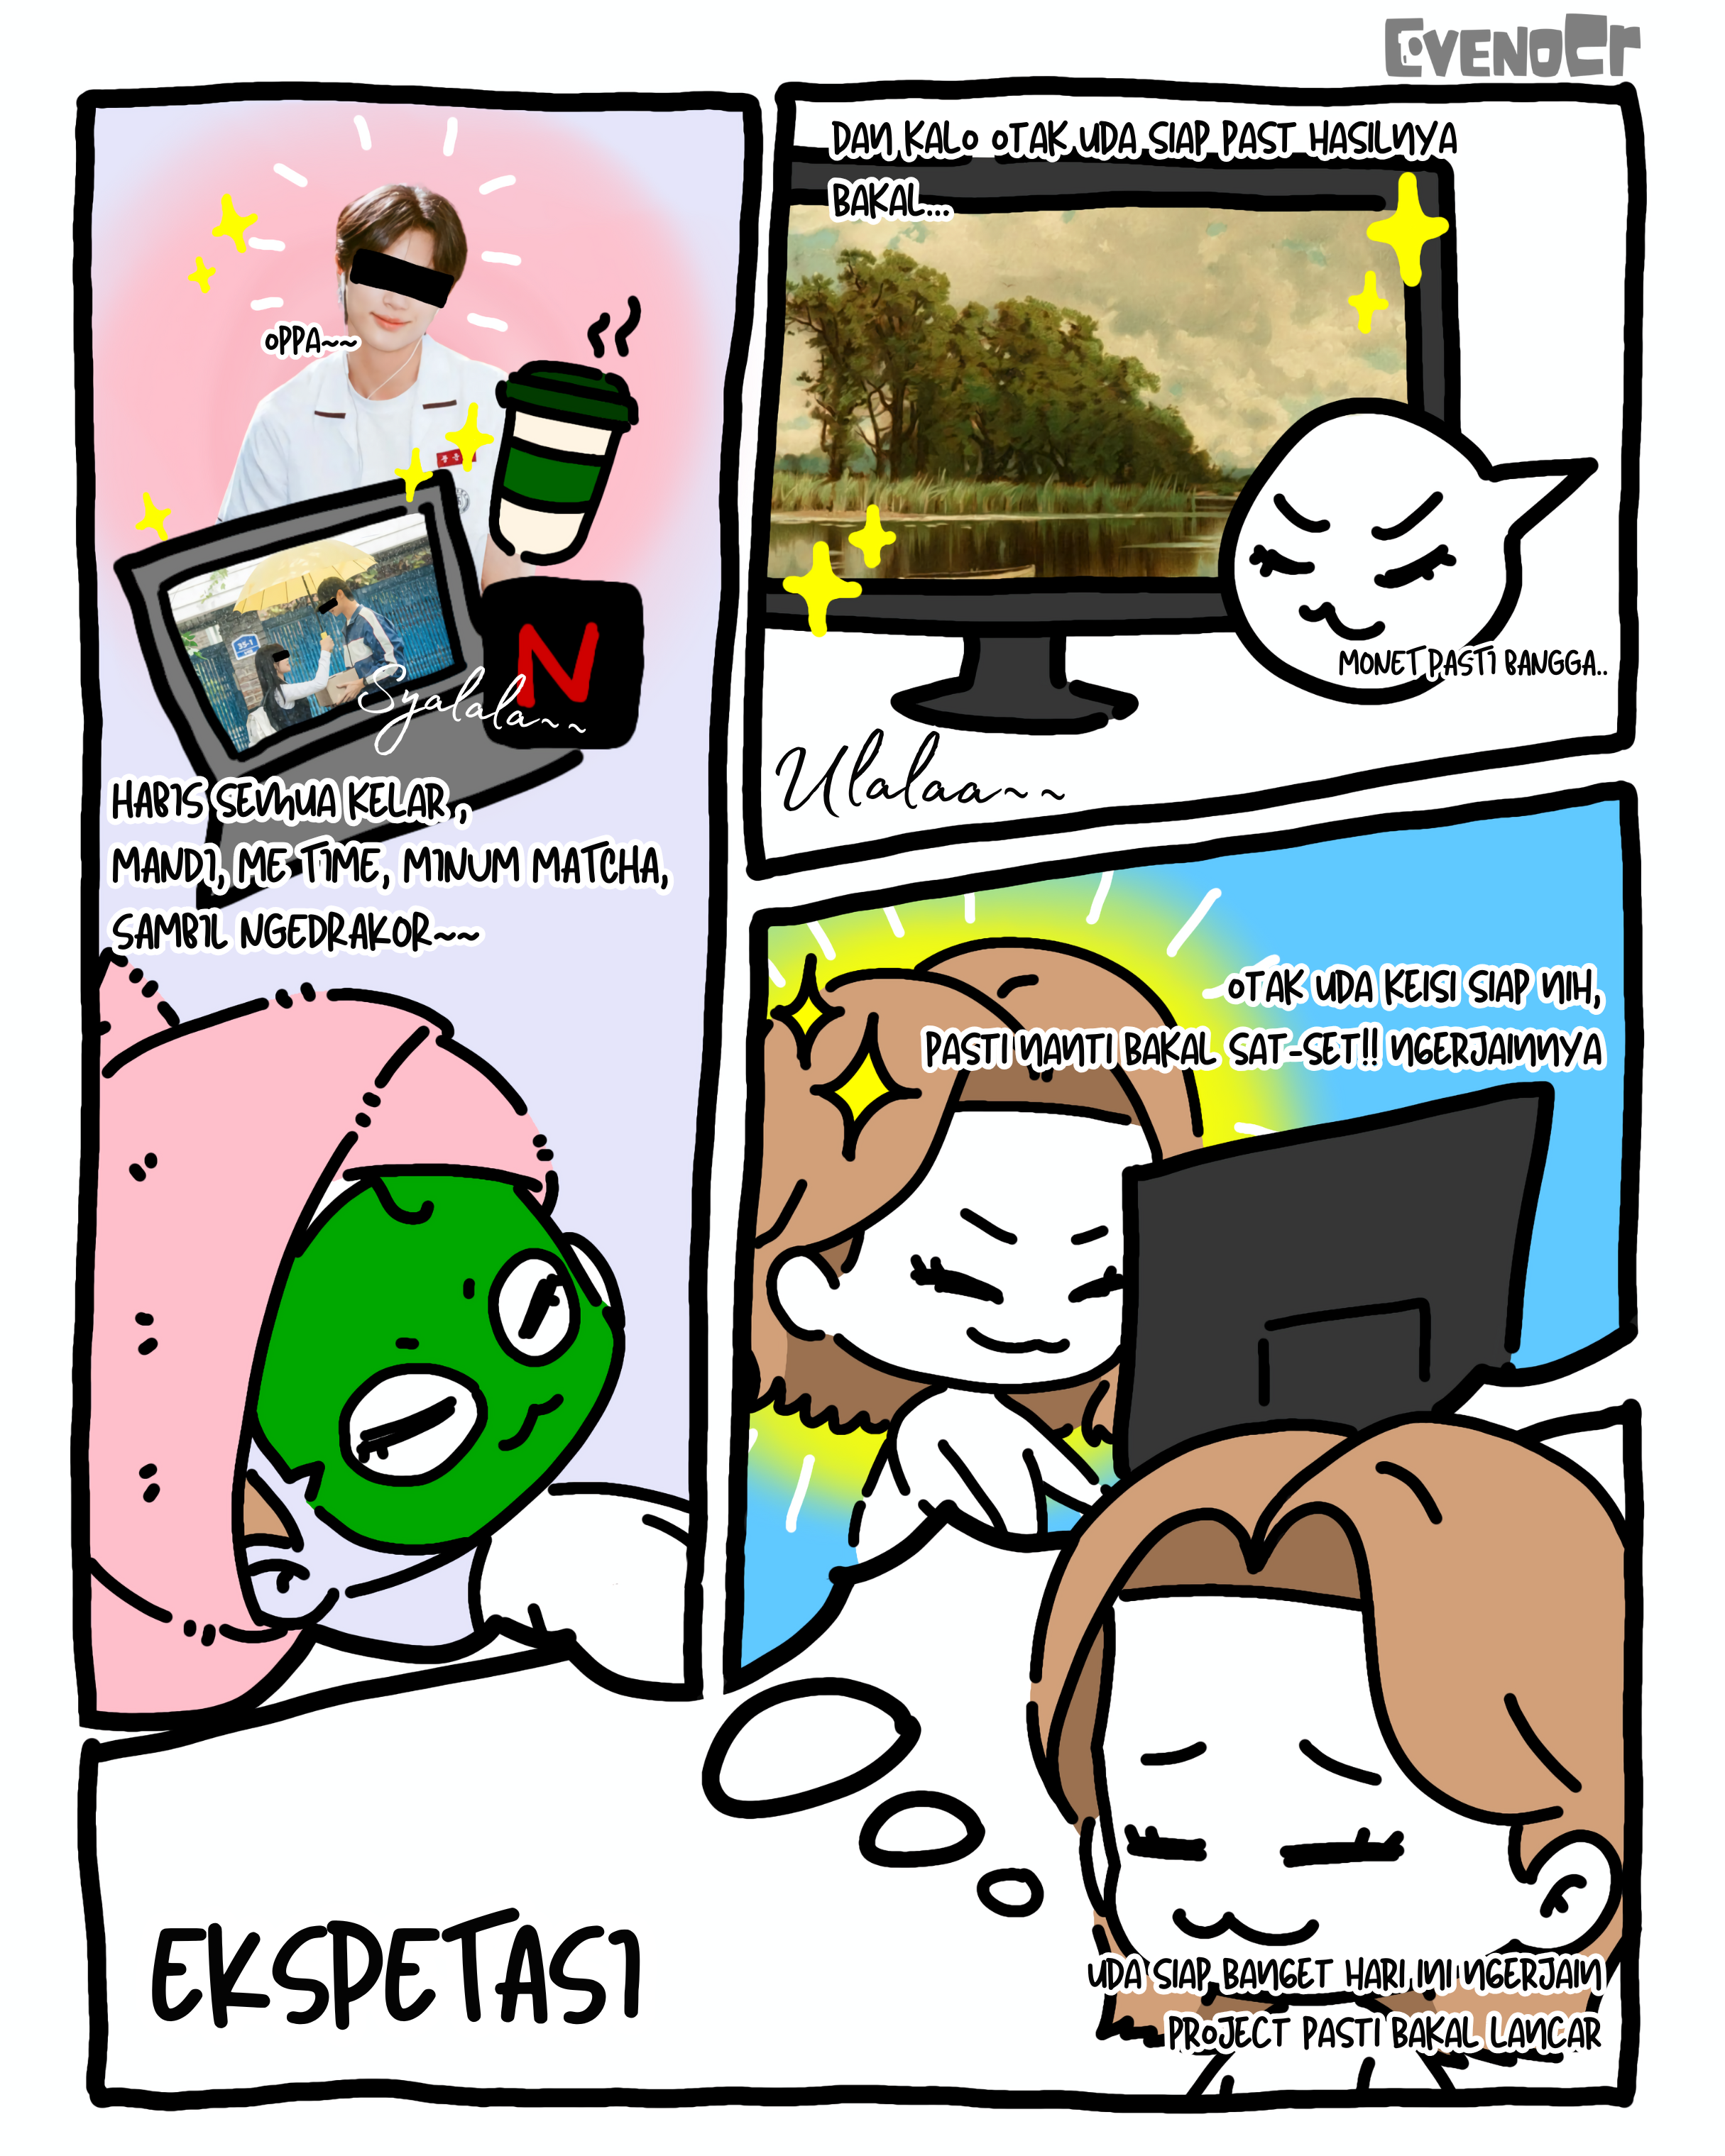 EVENOCr
OPPA~~
N
Syalala~~
HABIS SEMUA KELAR,
MANDI, ME TIME, MINUM MATCHA,
SAMBIL NGEDRAKOR~~
DAN KALO OTAK UDA SIAP PAST HASILNYA
BAKAL...
MONET PASTI BANGGA..
Ulalaa~~
OTAK UDA KEISI SIAP NIH,
PASTI NANTI BAKAL SAT-SET!! NGERJAINNYA
EKSPETASI
UDA SIAP BANGET HARI INI NGERJAIN
PROJECT PASTI BAKAL LANCAR